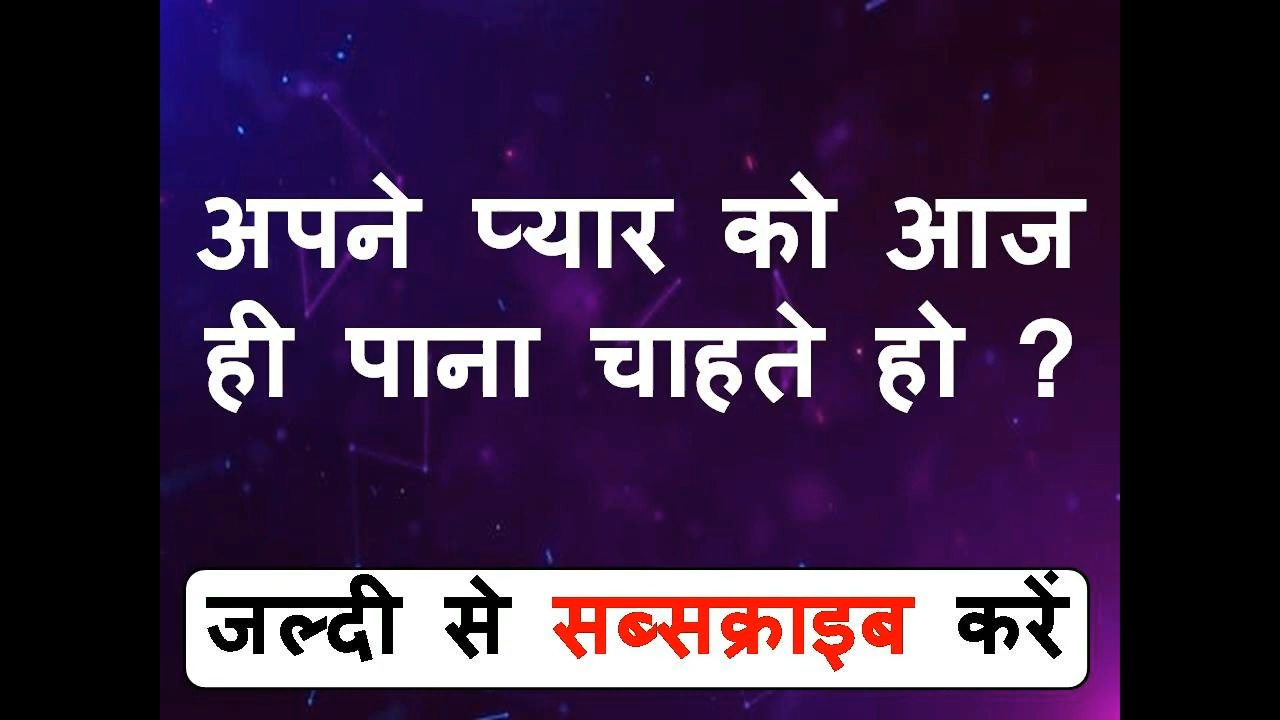 अपने प्यार को आज
ही पाना चाहते हो ?
जल्दी से सब्सक्राइब करें